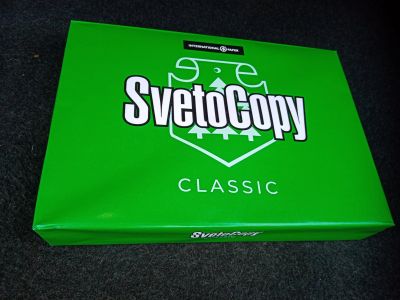 INTERNATIONAL PAPER
SvetoCopy
CLASSIC
SvetoCopy